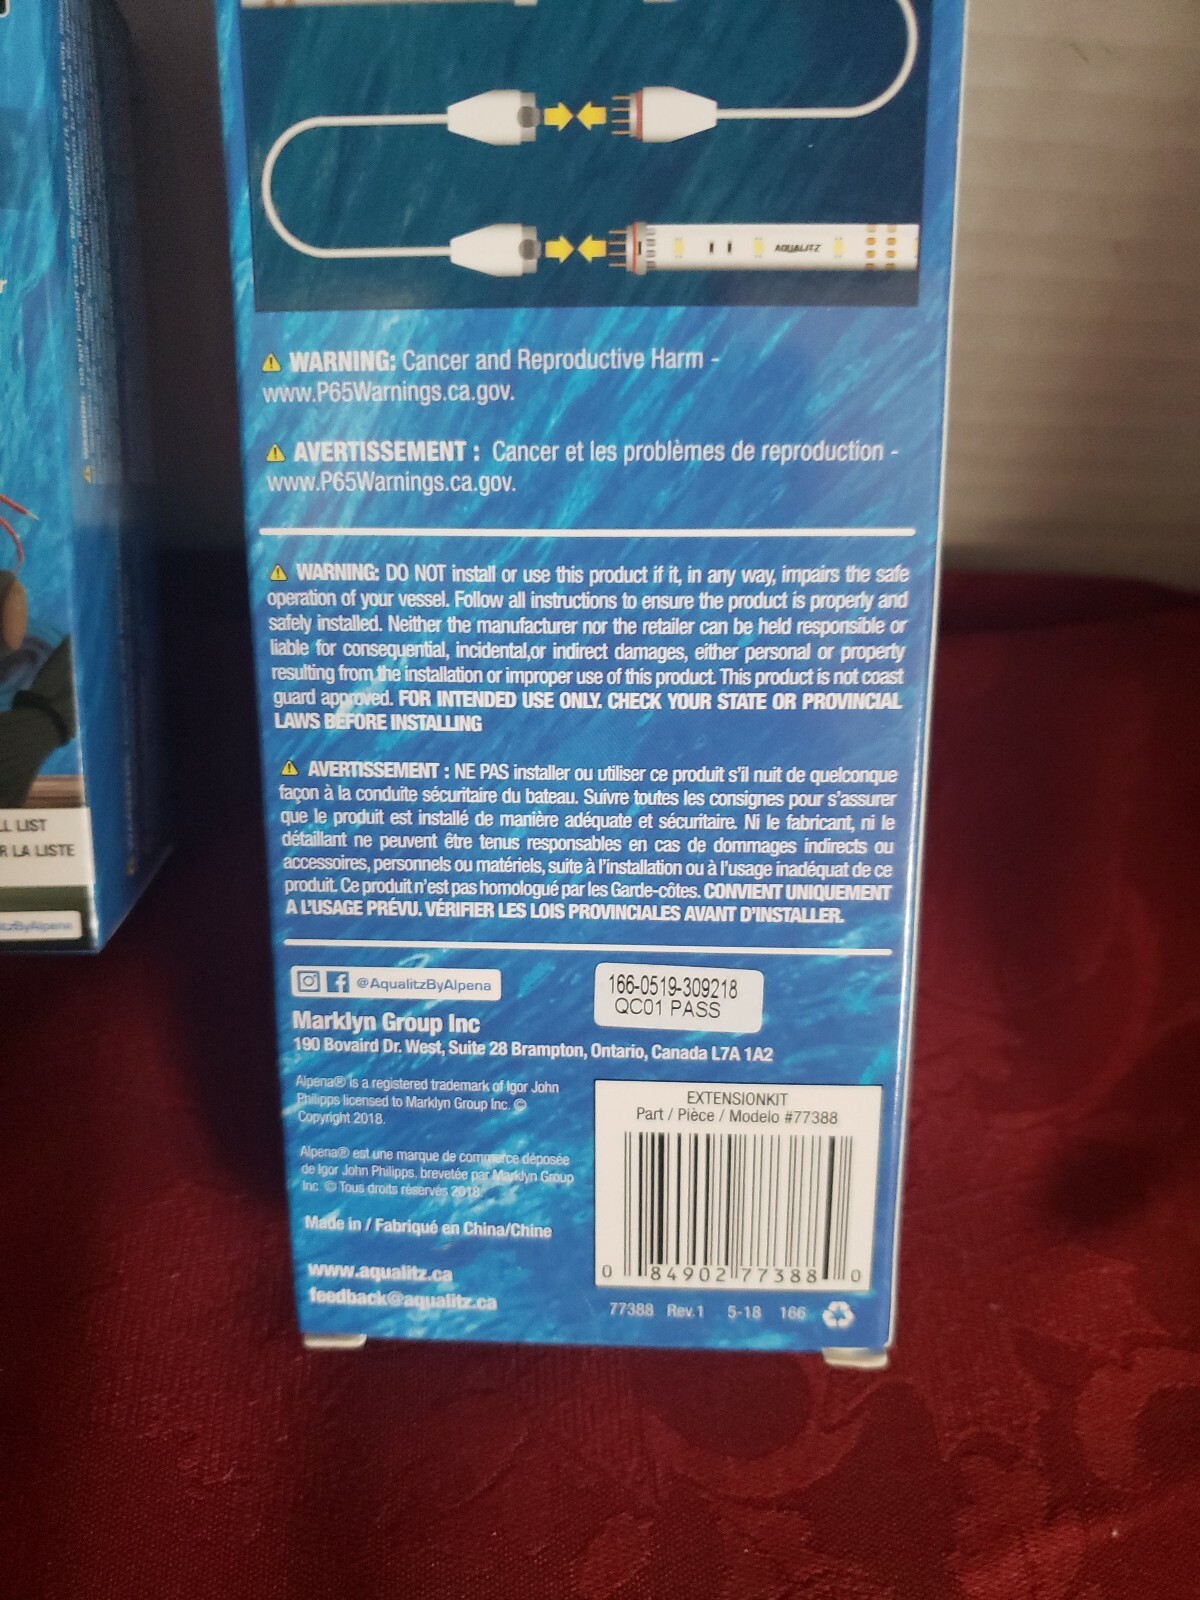 AQUALITZ
⚠ WARNING: Cancer and Reproductive Harm -
www.P65Warnings.ca.gov.
⚠ AVERTISSEMENT : Cancer et les problèmes de reproduction -
www.P65Warnings.ca.gov.
⚠ WARNING: DO NOT install or use this product if it, in any way, impairs the safe
operation of your vessel. Follow all instructions to ensure the product is properly and
safely installed. Neither the manufacturer nor the retailer can be held responsible or
liable for consequential, incidental,or indirect damages, either personal or property
resulting from the installation or improper use of this product. This product is not coast
guard approved. FOR INTENDED USE ONLY. CHECK YOUR STATE OR PROVINCIAL
LAWS BEFORE INSTALLING
⚠ AVERTISSEMENT : NE PAS installer ou utiliser ce produit s'il nuit de quelconque
façon à la conduite sécuritaire du bateau. Suivre toutes les consignes pour s'assurer
que le produit est installé de manière adéquate et sécuritaire. Ni le fabricant, ni le
détaillant ne peuvent être tenus responsables en cas de dommages indirects ou
accessoires, personnels ou matériels, suite à l'installation ou à l'usage inadéquat de ce
produit. Ce produit n'est pas homologué par les Garde-côtes. CONVIENT UNIQUEMENT
A L'USAGE PRÉVU. VÉRIFIER LES LOIS PROVINCIALES AVANT D'INSTALLER.
@AqualitzByAlpena
166-0519-309218
QC01 PASS
Marklyn Group Inc
190 Bovaird Dr. West, Suite 28 Brampton, Ontario, Canada L7A 1A2
Alpena® is a registered trademark of Igor John
Philipps licensed to Marklyn Group Inc. ©
Copyright 2018.
Alpena® est une marque de commerce déposée
de Igor John Philipps, brevetée par Marklyn Group
Inc. © Tous droits réservés 2018.
Made in / Fabriqué en China/Chine
www.aqualitz.ca
feedback@aqualitz.ca
EXTENSIONKIT
Part / Pièce / Modelo #77388
0 84902 77388 0
77388 Rev.1 5-18 166
LIST
R LA LISTE